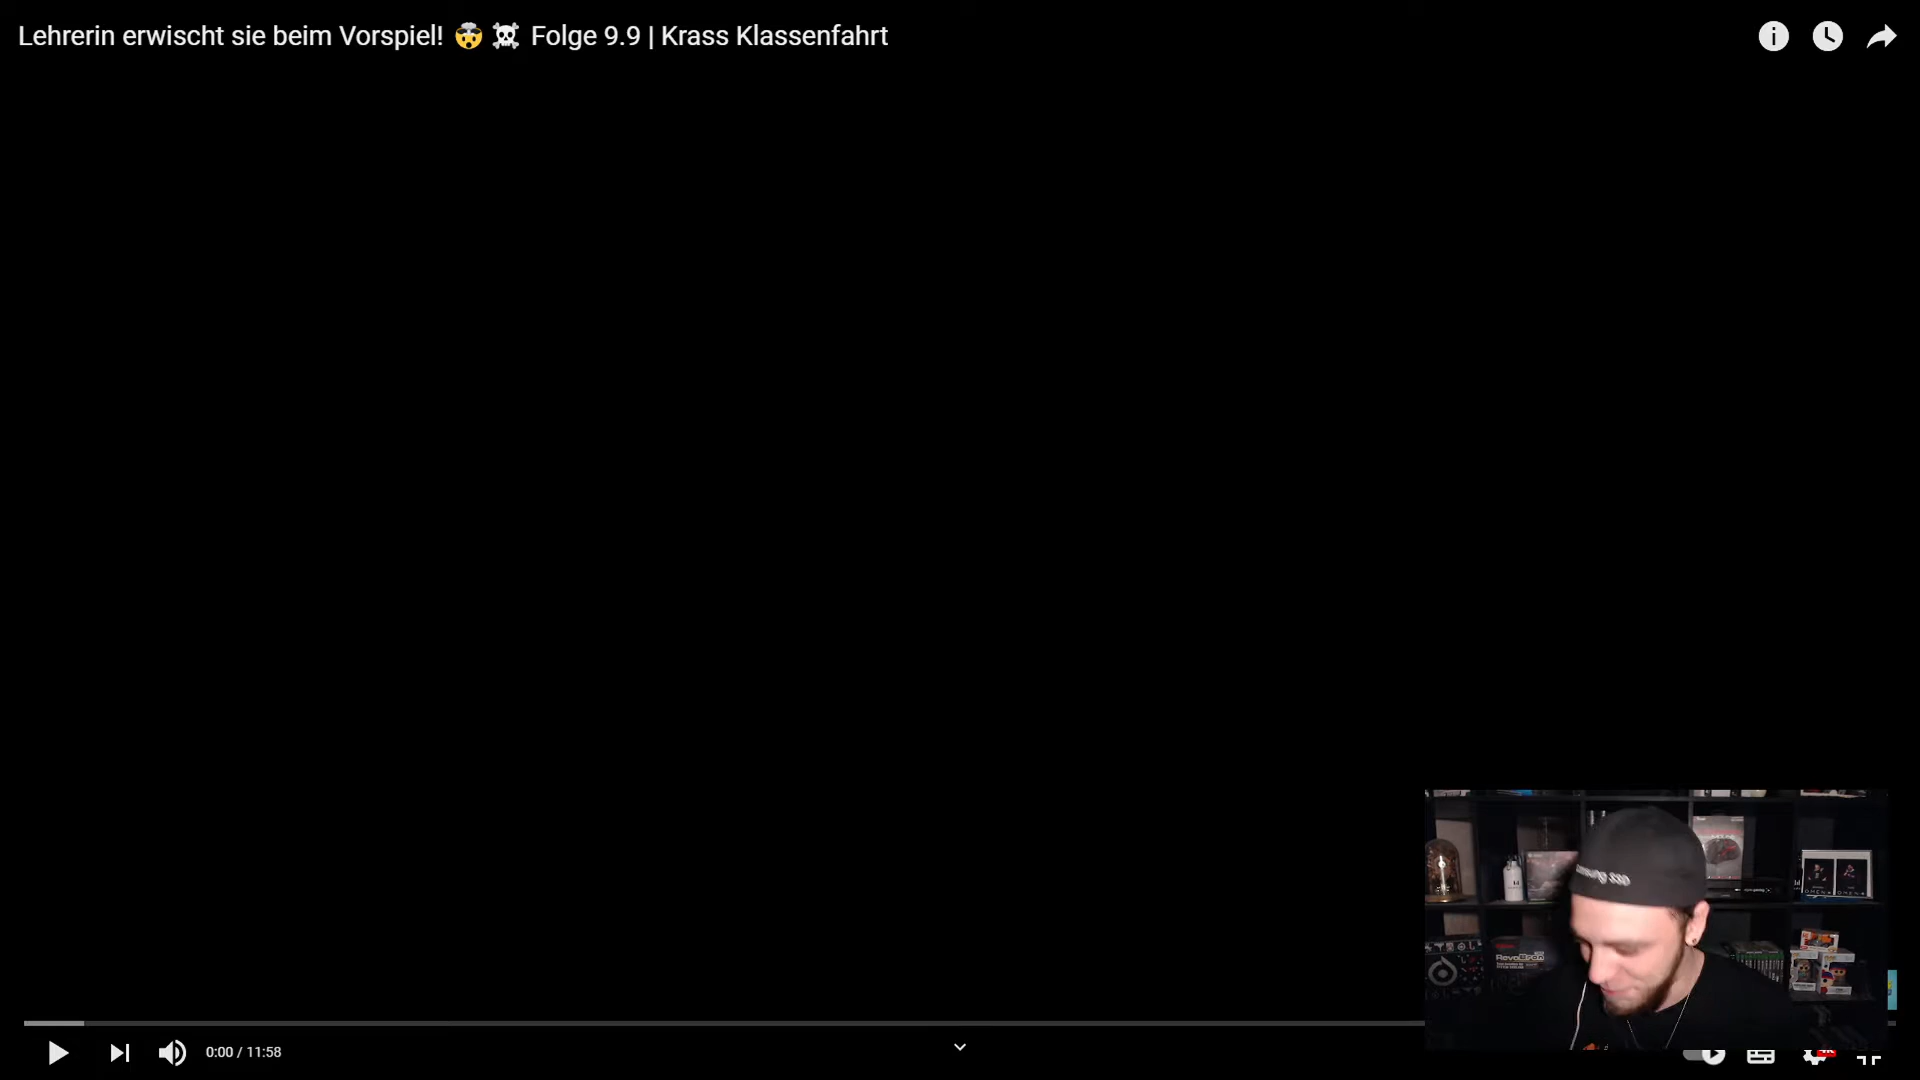 Lehrerin erwischt sie beim Vorspiel! 🤯☠️ Folge 9.9 | Krass Klassenfahrt
0:00 / 11:58